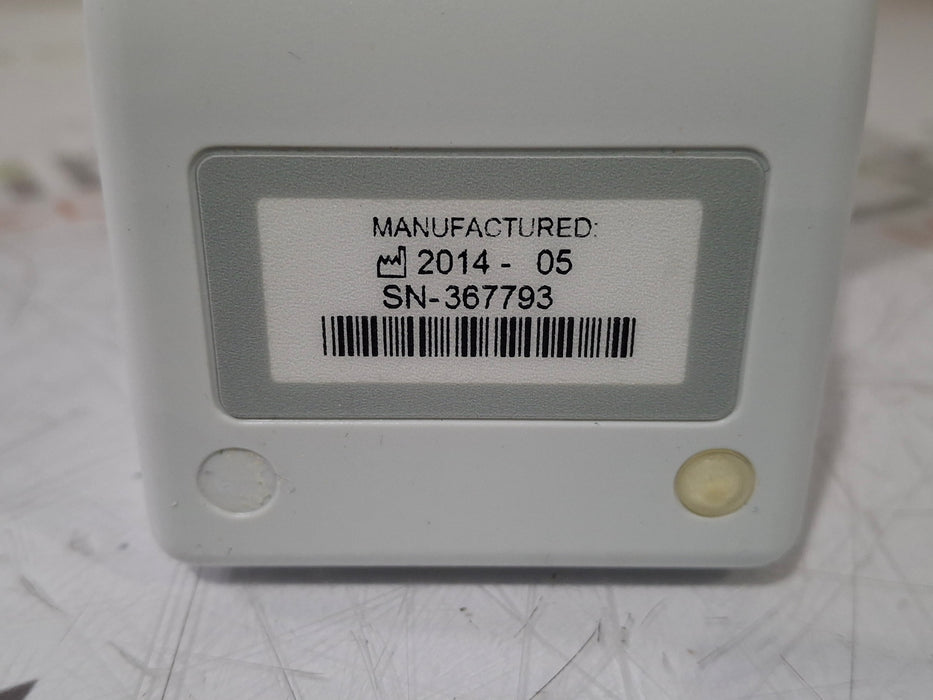 MANUFACTURED:
2014 - 05
SN-367793